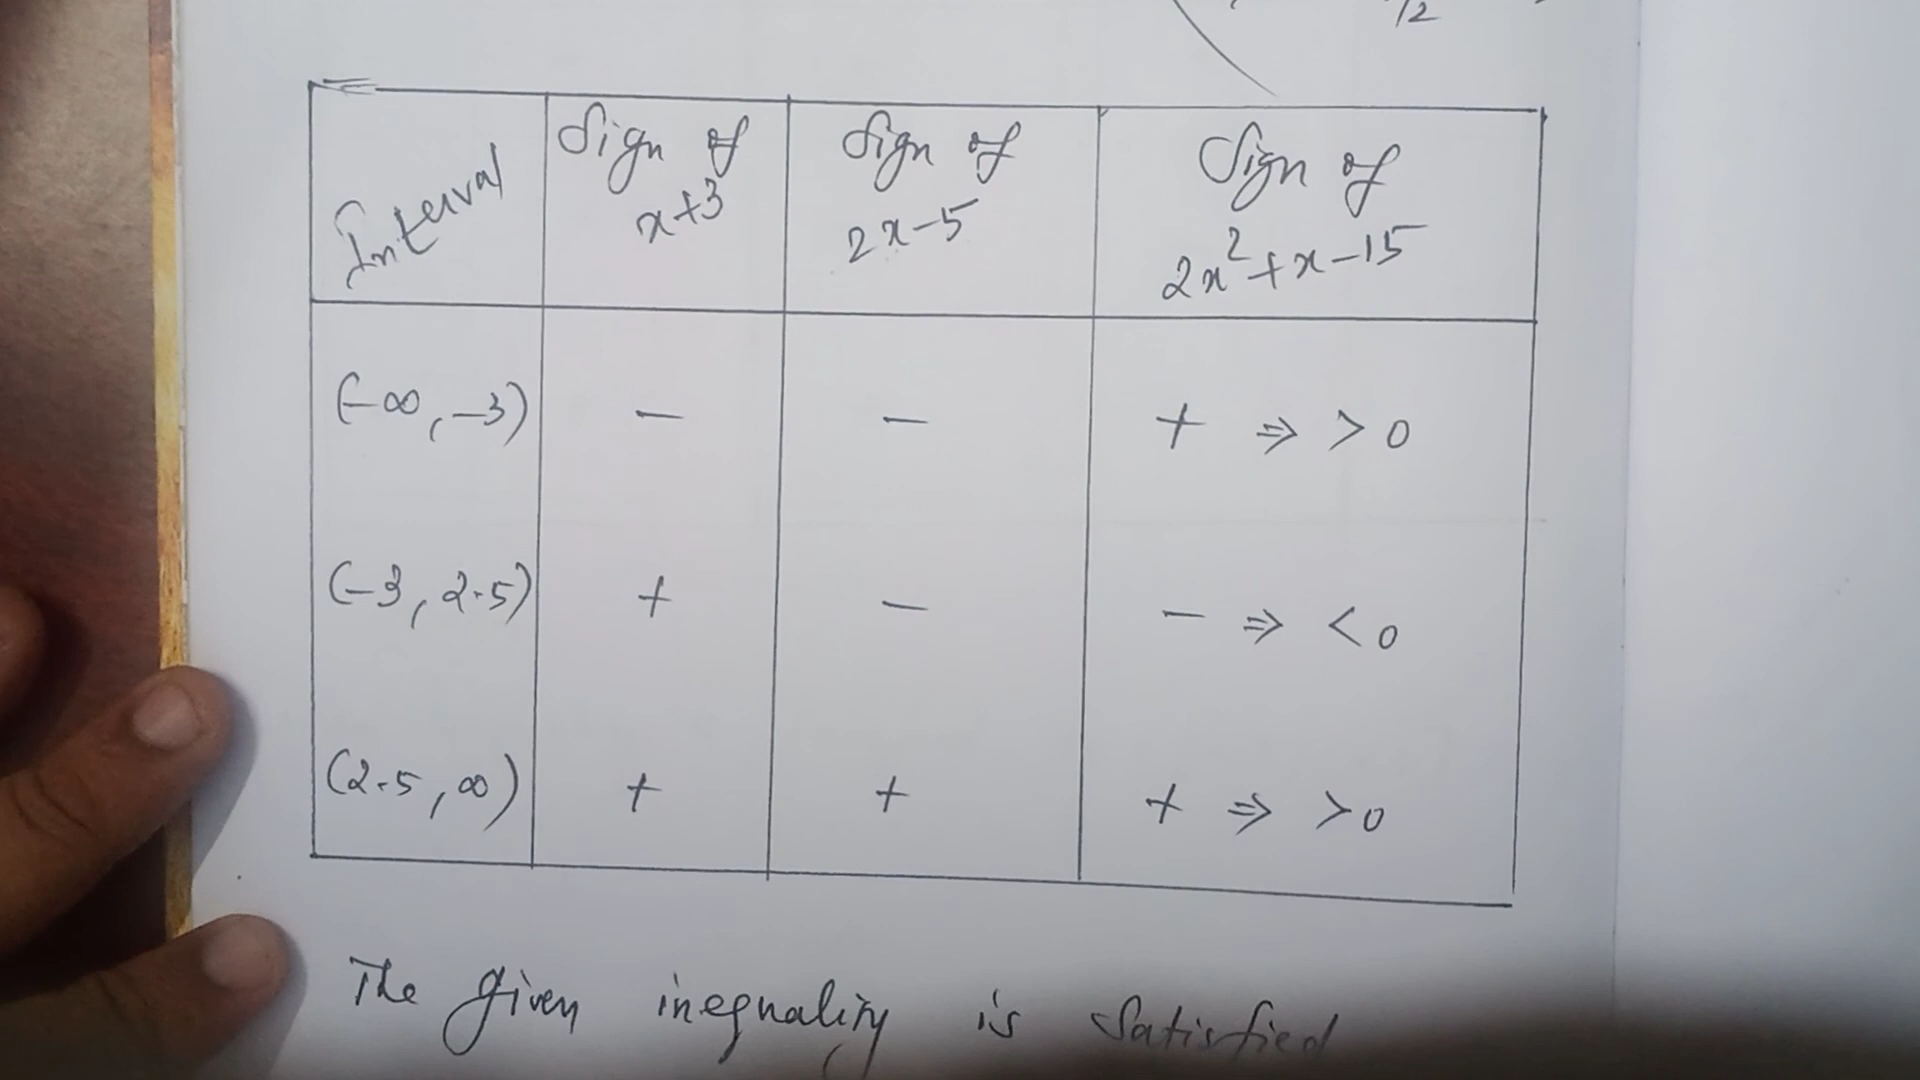 /2
Interval
Sign of
x+3
Sign of
2x-5
Sign of
2x²+x-15
(-∞, -3)
-
-
+ ⇒ > 0
(-3, 2.5)
+
-
- ⇒ < 0
(2.5, ∞)
+
+
+ ⇒ > 0
The given inequality is satisfied